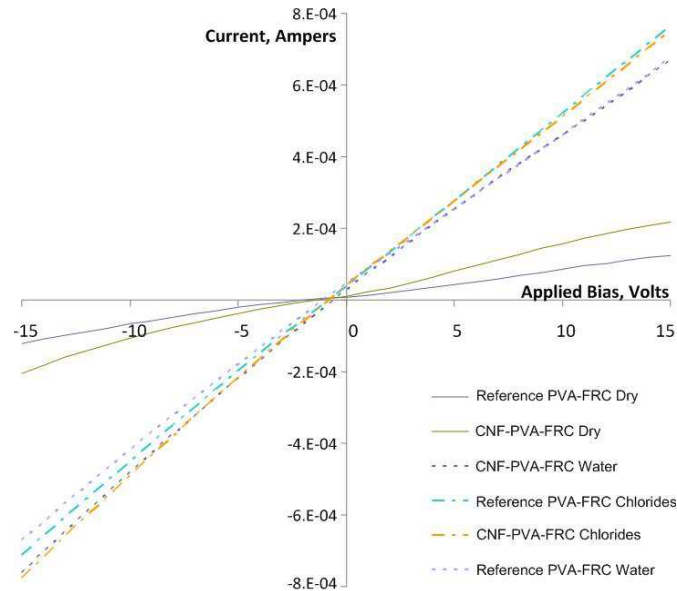 8.E-04
Current, Ampers
6.E-04
4.E-04
2.E-04
Applied Bias, Volts
-15 -10 -5 0 5 10 15
-2.E-04
Reference PVA-FRC Dry
-4.E-04
CNF-PVA-FRC Dry
CNF-PVA-FRC Water
Reference PVA-FRC Chlorides
-6.E-04
CNF-PVA-FRC Chlorides
Reference PVA-FRC Water
-8.E-04